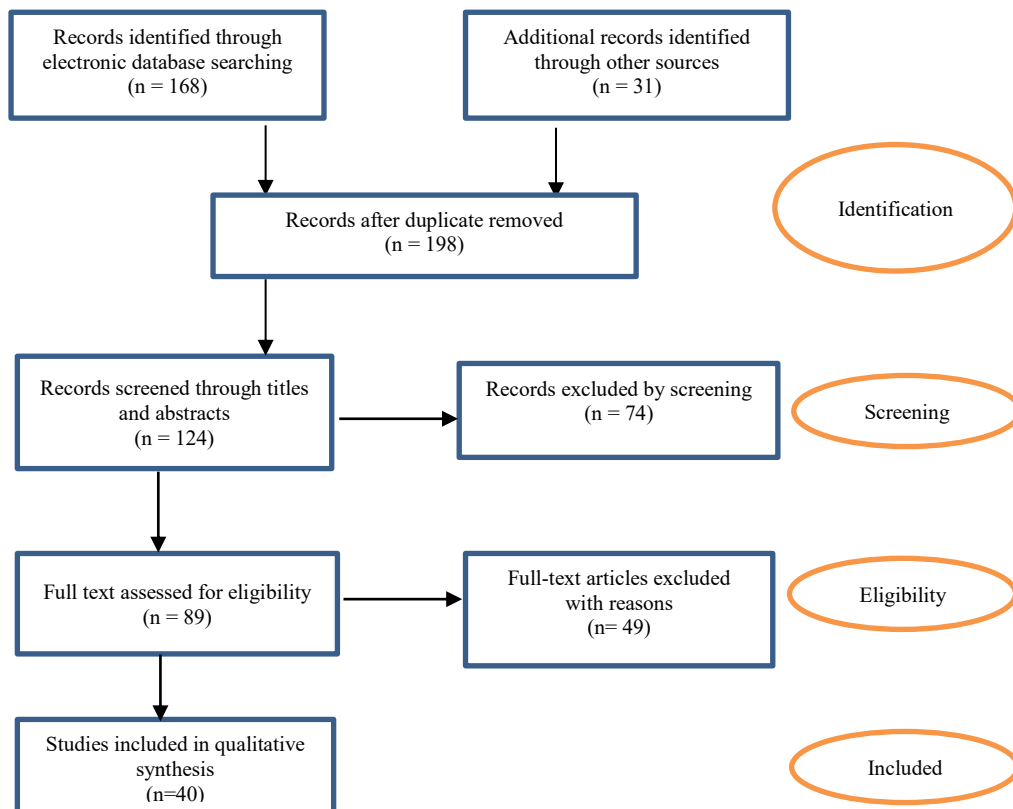 Records identified through
electronic database searching
(n = 168)
Additional records identified
through other sources
(n = 31)
Identification
Records after duplicate removed
(n = 198)
Records screened through titles
and abstracts
(n = 124)
Records excluded by screening
(n = 74)
Screening
Full text assessed for eligibility
(n = 89)
Full-text articles excluded
with reasons
(n= 49)
Eligibility
Studies included in qualitative
synthesis
(n=40)
Included